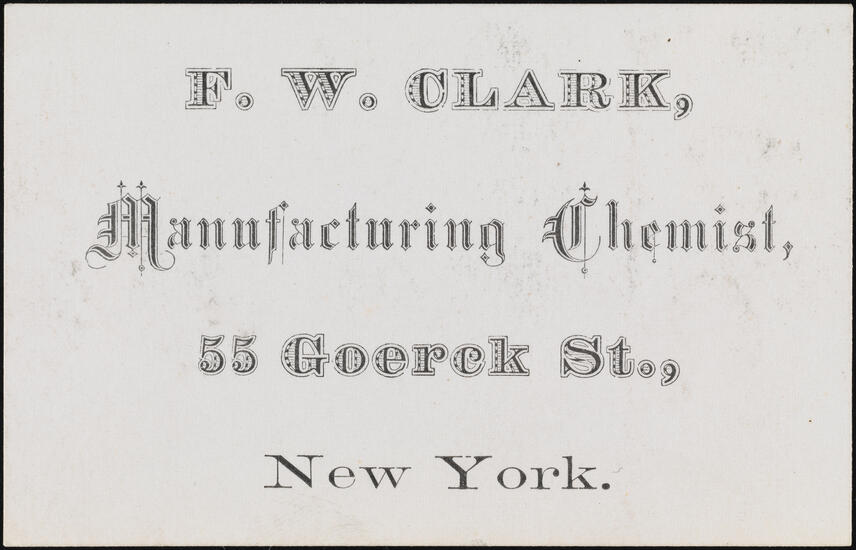 F. W. CLARK,
Manufacturing Chemist,
55 Goerck St.,
New York.